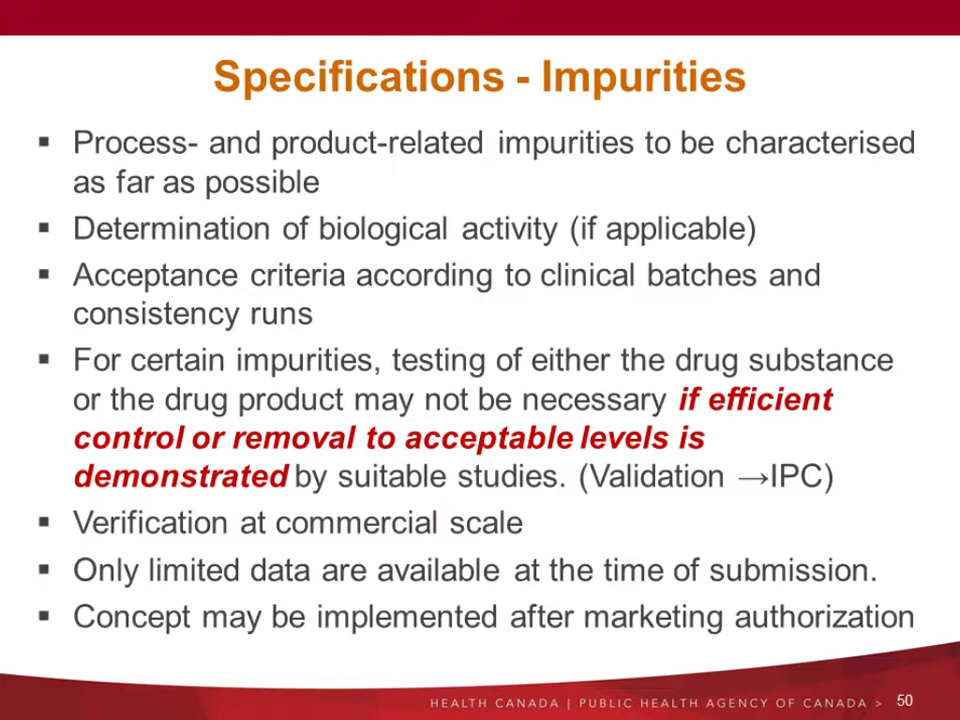 Specifications - Impurities
▪ Process- and product-related impurities to be characterised
as far as possible
▪ Determination of biological activity (if applicable)
▪ Acceptance criteria according to clinical batches and
consistency runs
▪ For certain impurities, testing of either the drug substance
or the drug product may not be necessary if efficient
control or removal to acceptable levels is
demonstrated by suitable studies. (Validation →IPC)
▪ Verification at commercial scale
▪ Only limited data are available at the time of submission.
▪ Concept may be implemented after marketing authorization
HEALTH CANADA | PUBLIC HEALTH AGENCY OF CANADA > 50